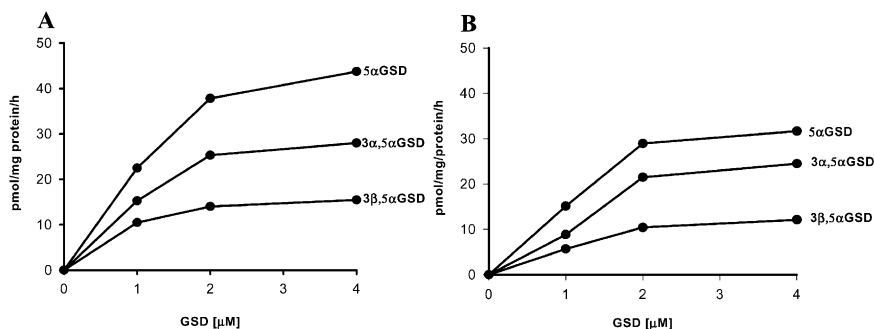 A
50
40
30
20
10
0
pmol/mg protein/h
5αGSD
3α,5αGSD
3β,5αGSD
0 1 2 3 4
GSD [µM]
B
50
40
30
20
10
0
pmol/mg/protein/h
5αGSD
3α,5αGSD
3β,5αGSD
0 1 2 3 4
GSD [µM]